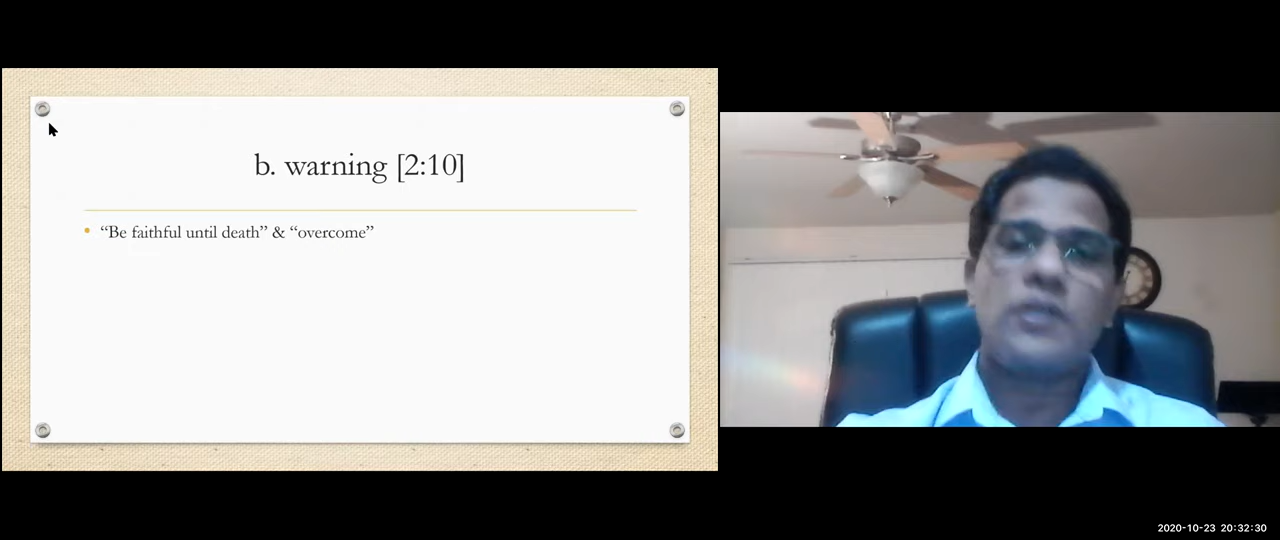 b. warning [2:10]
“Be faithful until death” & “overcome”
2020-10-23 20:32:30